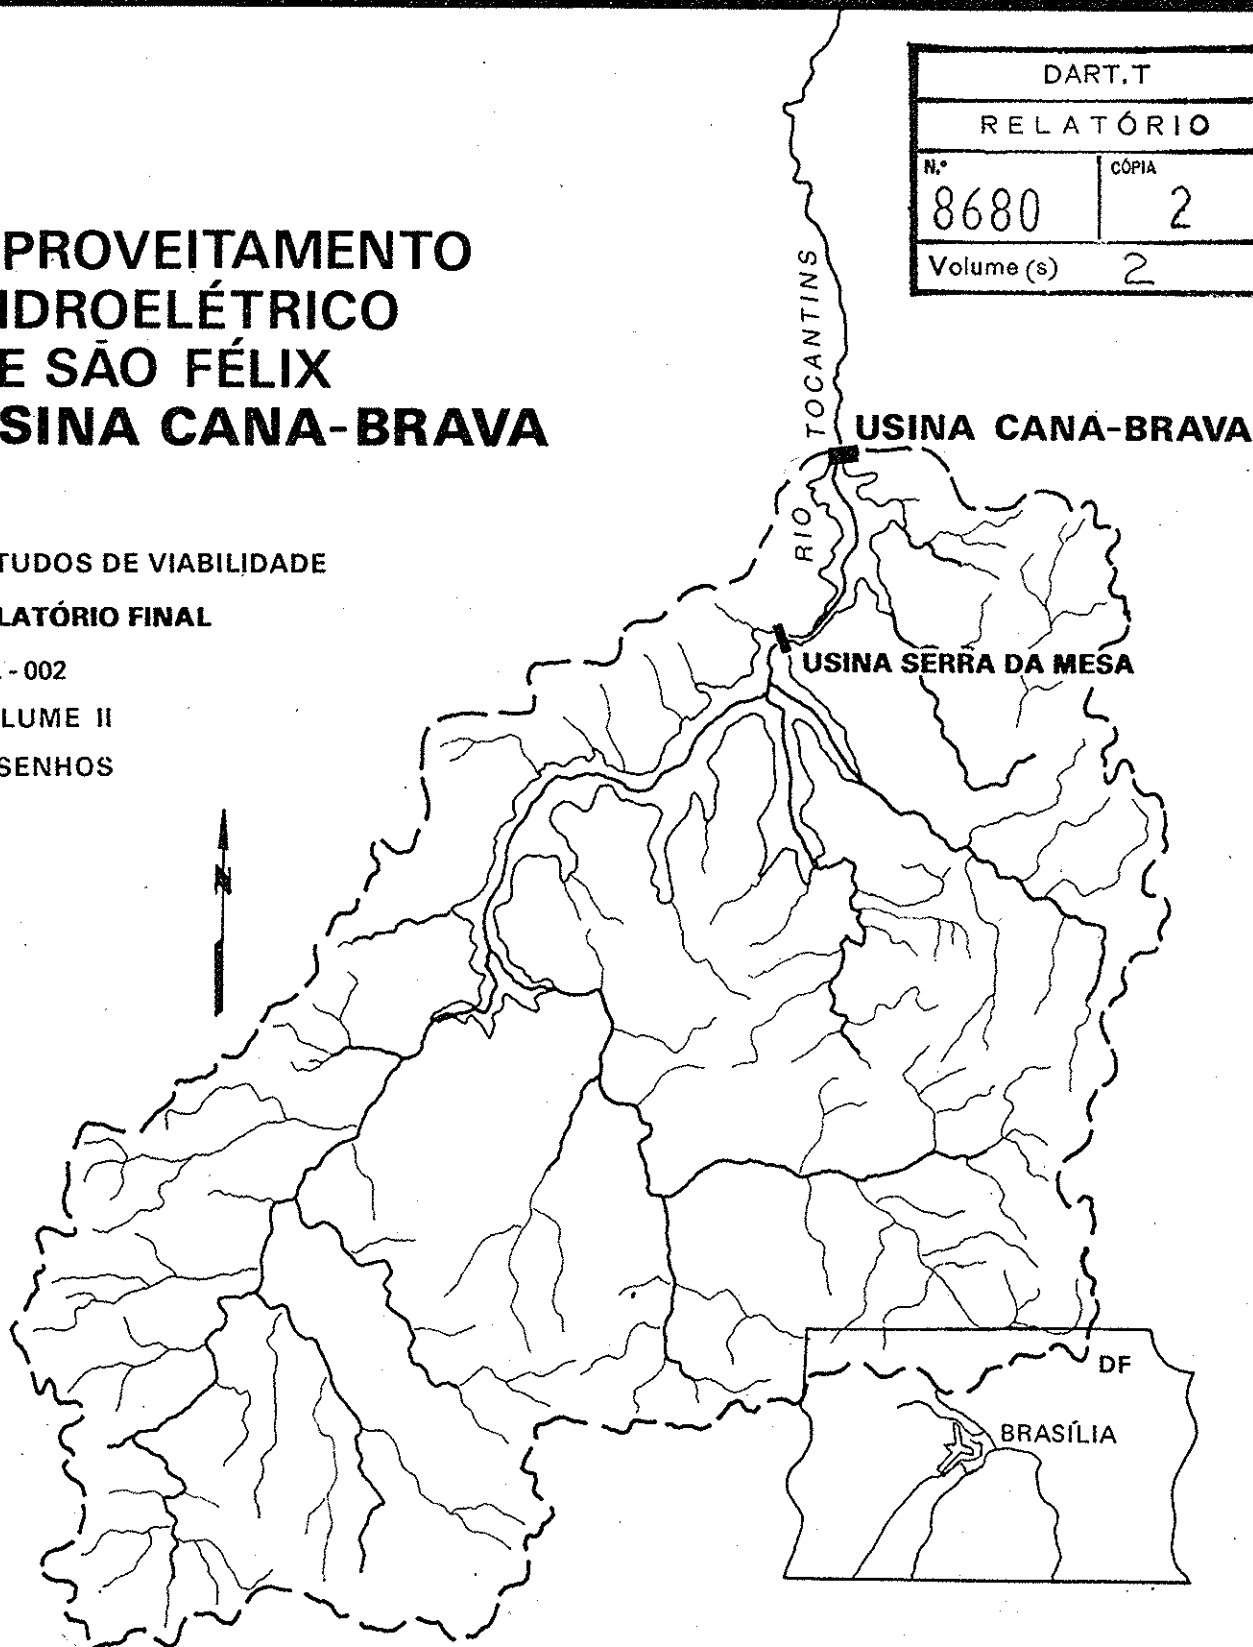 DART.T
RELATÓRIO
N.º
CÓPIA
8680
2
Volume (s) 2
PROVEITAMENTO
IDROELÉTRICO
E SÃO FÉLIX
SINA CANA-BRAVA
TUDOS DE VIABILIDADE
LATÓRIO FINAL
- 002
LUME II
SENHOS
RIO TOCANTINS
USINA CANA-BRAVA
USINA SERRA DA MESA
N
DF
BRASÍLIA